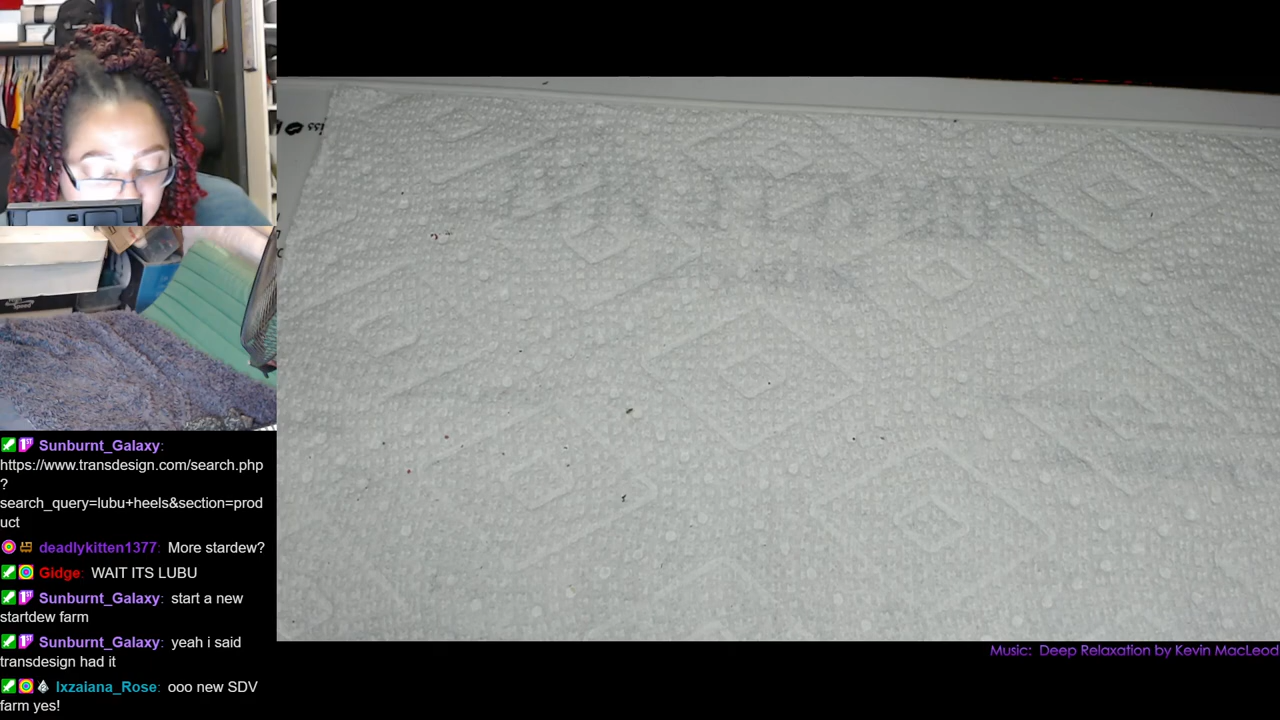 Sunburnt_Galaxy:
https://www.transdesign.com/search.php
?
search_query=lubu+heels&section=prod
uct
deadlykitten1377: More stardew?
Gidge: WAIT ITS LUBU
Sunburnt_Galaxy: start a new
startdew farm
Sunburnt_Galaxy: yeah i said
transdesign had it
Ixzaiana_Rose: ooo new SDV
farm yes!
Music: Deep Relaxation by Kevin MacLeod